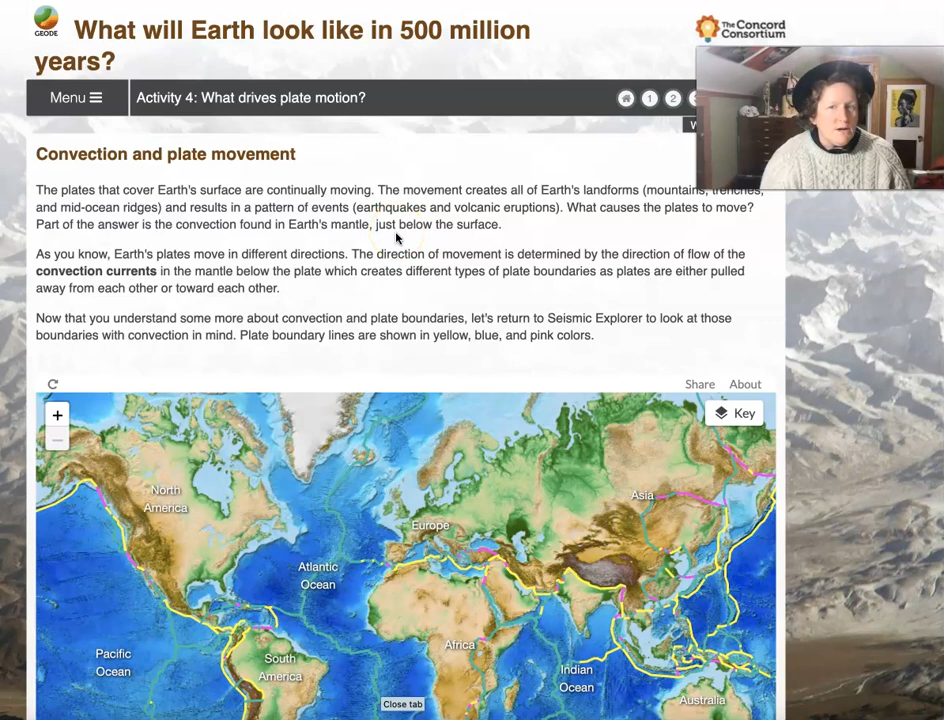 GEODE
What will Earth look like in 500 million
years?
The Concord
Consortium
Menu
Activity 4: What drives plate motion?
1
2
Convection and plate movement
The plates that cover Earth's surface are continually moving. The movement creates all of Earth's landforms (mountains, trenches,
and mid-ocean ridges) and results in a pattern of events (earthquakes and volcanic eruptions). What causes the plates to move?
Part of the answer is the convection found in Earth's mantle, just below the surface.
As you know, Earth's plates move in different directions. The direction of movement is determined by the direction of flow of the
convection currents in the mantle below the plate which creates different types of plate boundaries as plates are either pulled
away from each other or toward each other.
Now that you understand some more about convection and plate boundaries, let's return to Seismic Explorer to look at those
boundaries with convection in mind. Plate boundary lines are shown in yellow, blue, and pink colors.
Share About
Key
North
America
Asia
Europe
Atlantic
Ocean
Africa
Pacific
Ocean
South
America
Indian
Ocean
Australia
Close tab